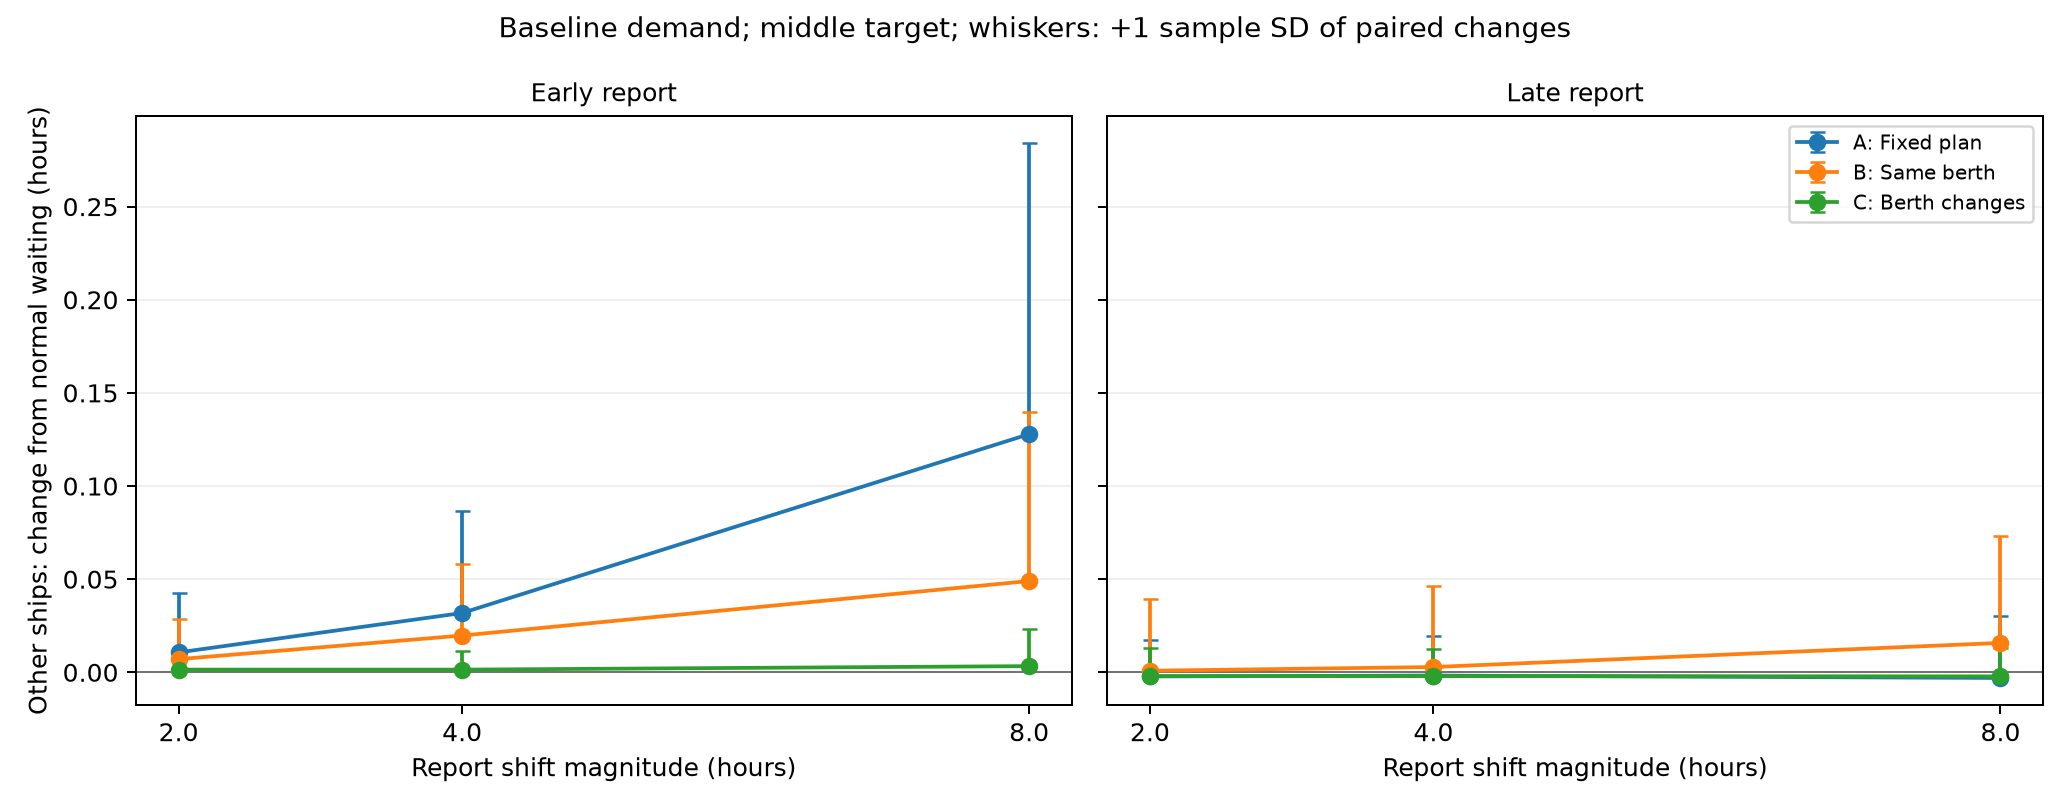 Baseline demand; middle target; whiskers: +1 sample SD of paired changes
Early report
Other ships: change from normal waiting (hours)
0.25
0.20
0.15
0.10
0.05
0.00
2.0
4.0
8.0
Report shift magnitude (hours)
Late report
A: Fixed plan
B: Same berth
C: Berth changes
2.0
4.0
8.0
Report shift magnitude (hours)